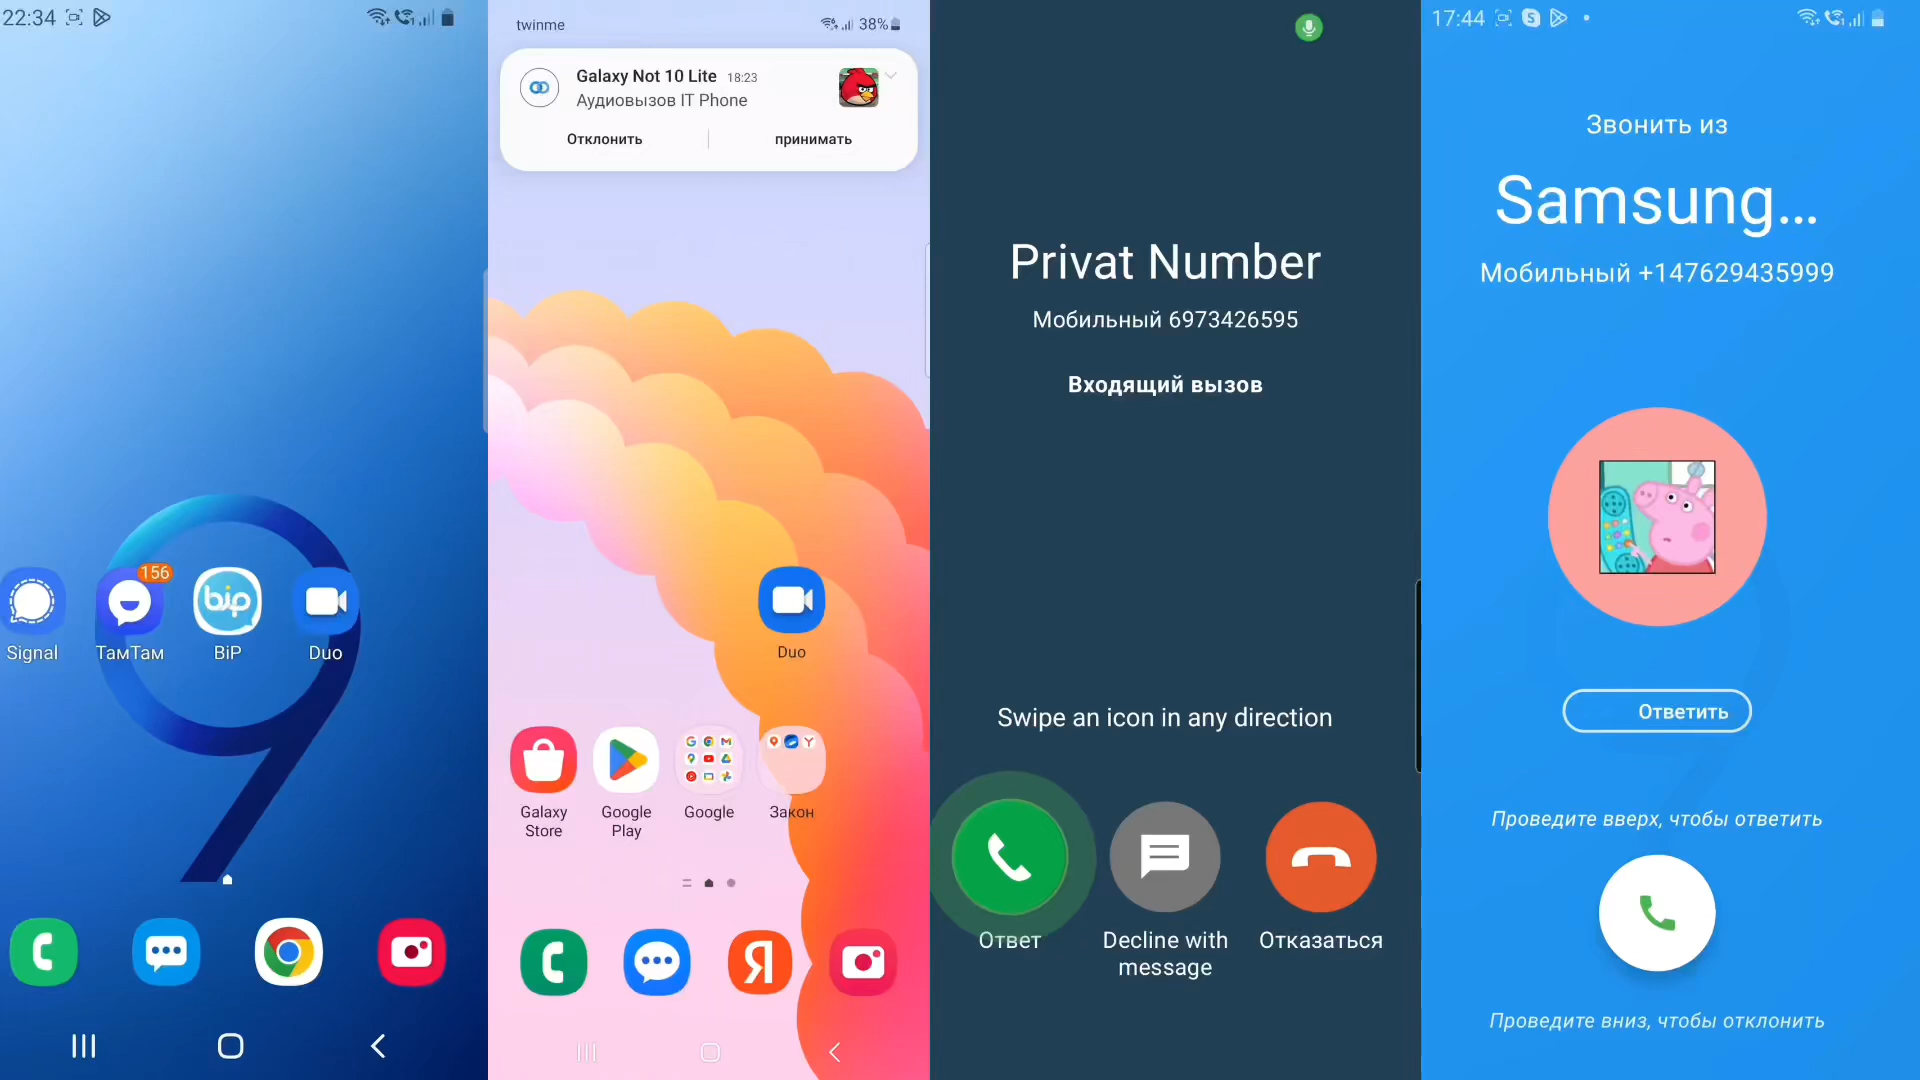 22:34
156
Signal
ТамТам
BiP
Duo
twinme
38%
Galaxy Not 10 Lite 18:23
Аудиовызов IT Phone
Отклонить
принимать
Duo
Galaxy
Store
Google
Play
Google
Закон
Privat Number
Мобильный 6973426595
Входящий вызов
Swipe an icon in any direction
Ответ
Decline with
message
Отказаться
17:44
Звонить из
Samsung...
Мобильный +147629435999
Ответить
Проведите вверх, чтобы ответить
Проведите вниз, чтобы отклонить